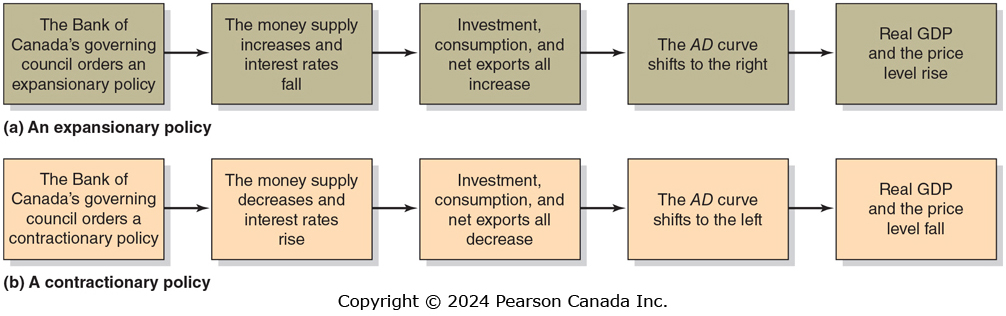 The Bank of
Canada's governing
council orders an
expansionary policy
The money supply
increases and
interest rates
fall
Investment,
consumption, and
net exports all
increase
The AD curve
shifts to the right
Real GDP
and the price
level rise
(a) An expansionary policy
The Bank of
Canada's governing
council orders a
contractionary policy
The money supply
decreases and
interest rates
rise
Investment,
consumption, and
net exports all
decrease
The AD curve
shifts to the left
Real GDP
and the price
level fall
(b) A contractionary policy
Copyright © 2024 Pearson Canada Inc.